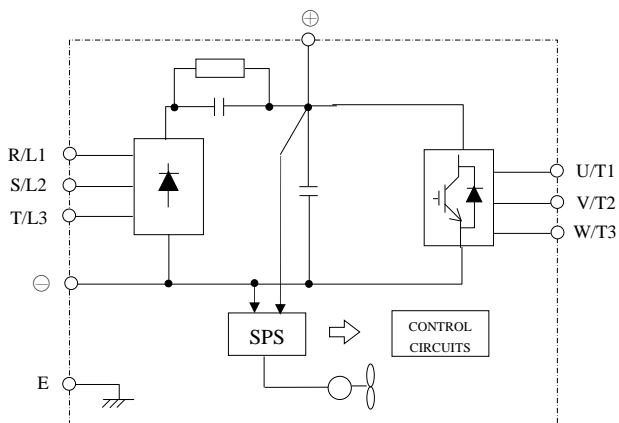 ⊕
R/L1
S/L2
T/L3
U/T1
V/T2
W/T3
⊖
SPS
CONTROL
CIRCUITS
E